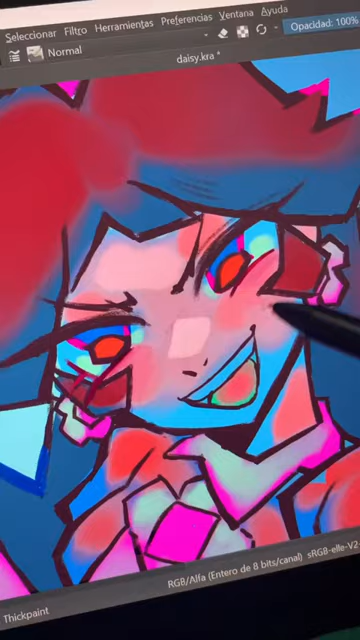 Seleccionar Filtro Herramientas Preferencias Ventana Ayuda
Normal
Opacidad: 100%
daisy.kra *
RGB/Alfa (Entero de 8 bits/canal) sRGB-elle-V2-
Thickpaint